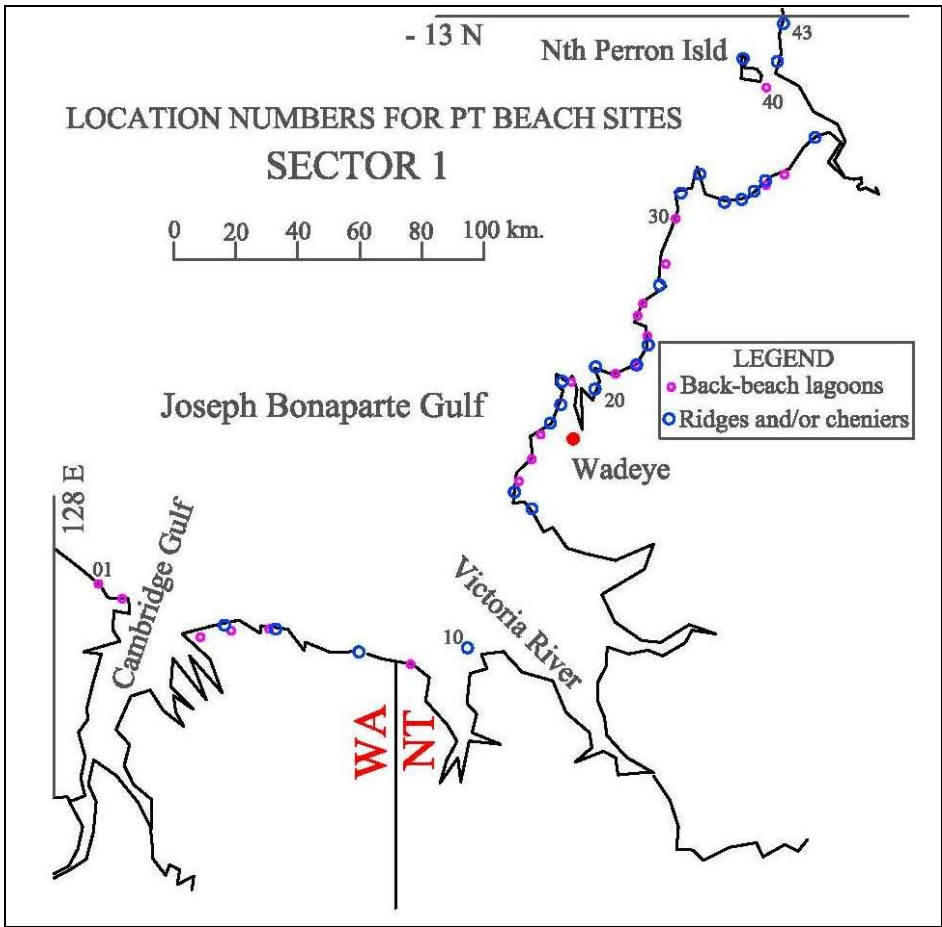 - 13 N
43
Nth Perron Isld
40
LOCATION NUMBERS FOR PT BEACH SITES
SECTOR 1
0 20 40 60 80 100 km.
30
LEGEND
Back-beach lagoons
Ridges and/or cheniers
20
Joseph Bonaparte Gulf
Wadeye
128 E
01
Cambridge Gulf
10
Victoria River
WA
NT